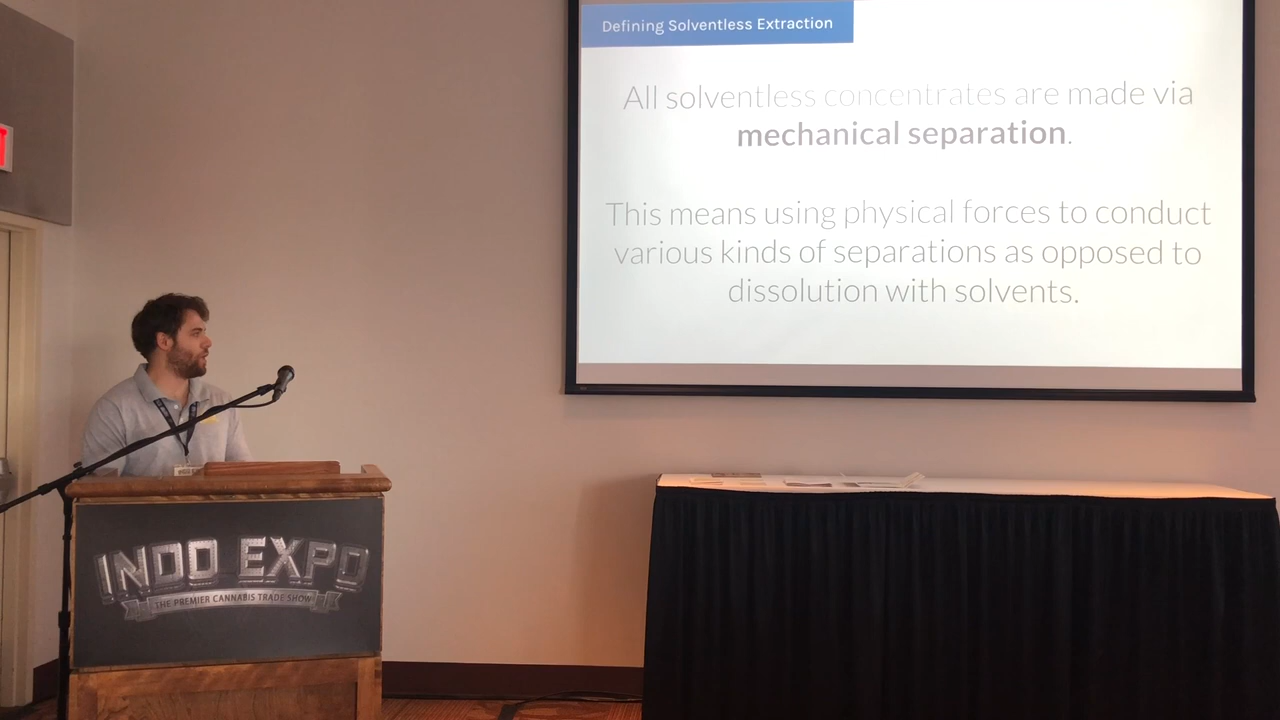 Defining Solventless Extraction
All solventless concentrates are made via
mechanical separation.
This means using physical forces to conduct
various kinds of separations as opposed to
dissolution with solvents.
INDO EXPO
THE PREMIER CANNABIS TRADE SHOW